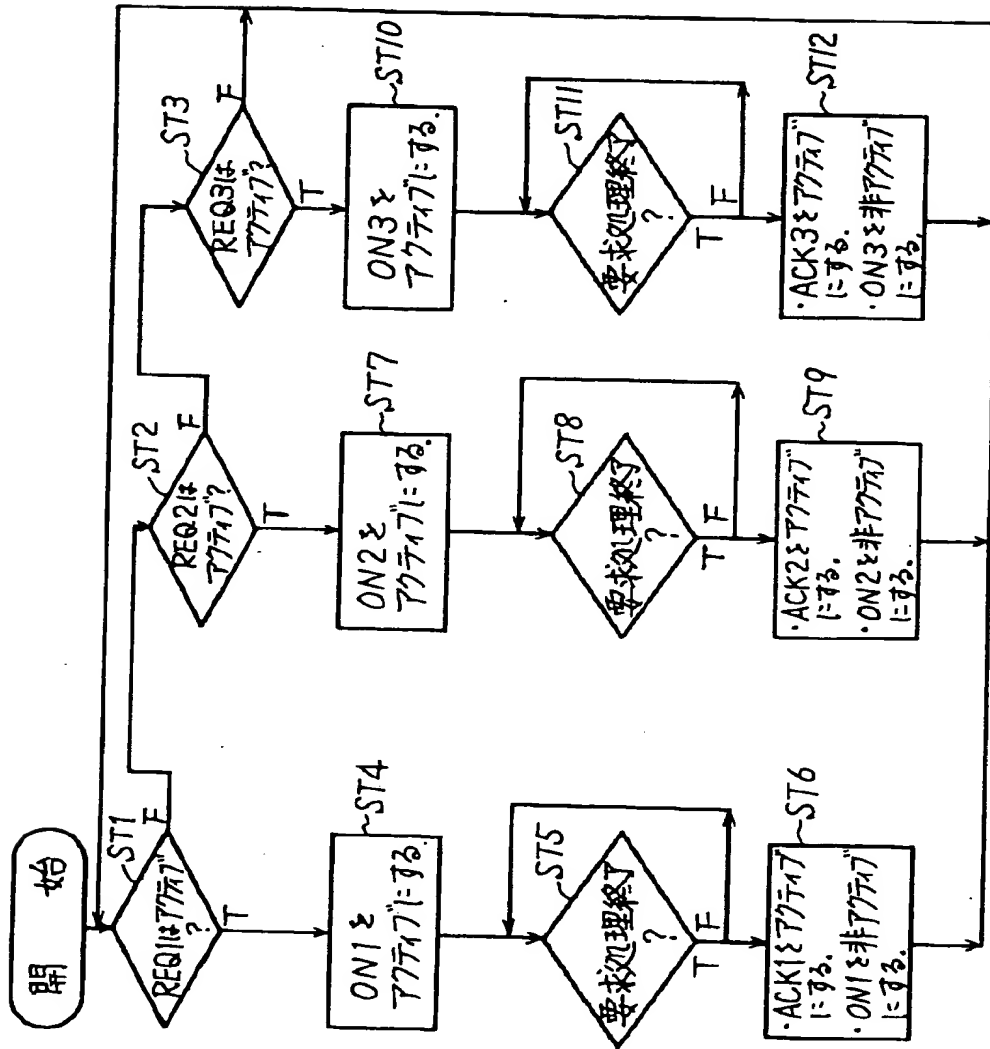 開 始
REQ1はアクティブ
?
ST1
F
T
ON1を
アクティブにする.
ST4
要求処理終了
?
ST5
T
F
・ACK1をアクティブ
にする.
・ON1を非アクティブ
にする.
ST6
REQ2は
アクティブ?
ST2
F
T
ON2を
アクティブにする.
ST7
要求処理終了
?
ST8
T
F
・ACK2をアクティブ
にする.
・ON2を非アクティブ
にする.
ST9
REQ3は
アクティブ?
ST3
F
T
ON3を
アクティブにする.
ST10
要求処理終了
?
ST11
T
F
・ACK3をアクティブ
にする.
・ON3を非アクティブ
にする.
ST12